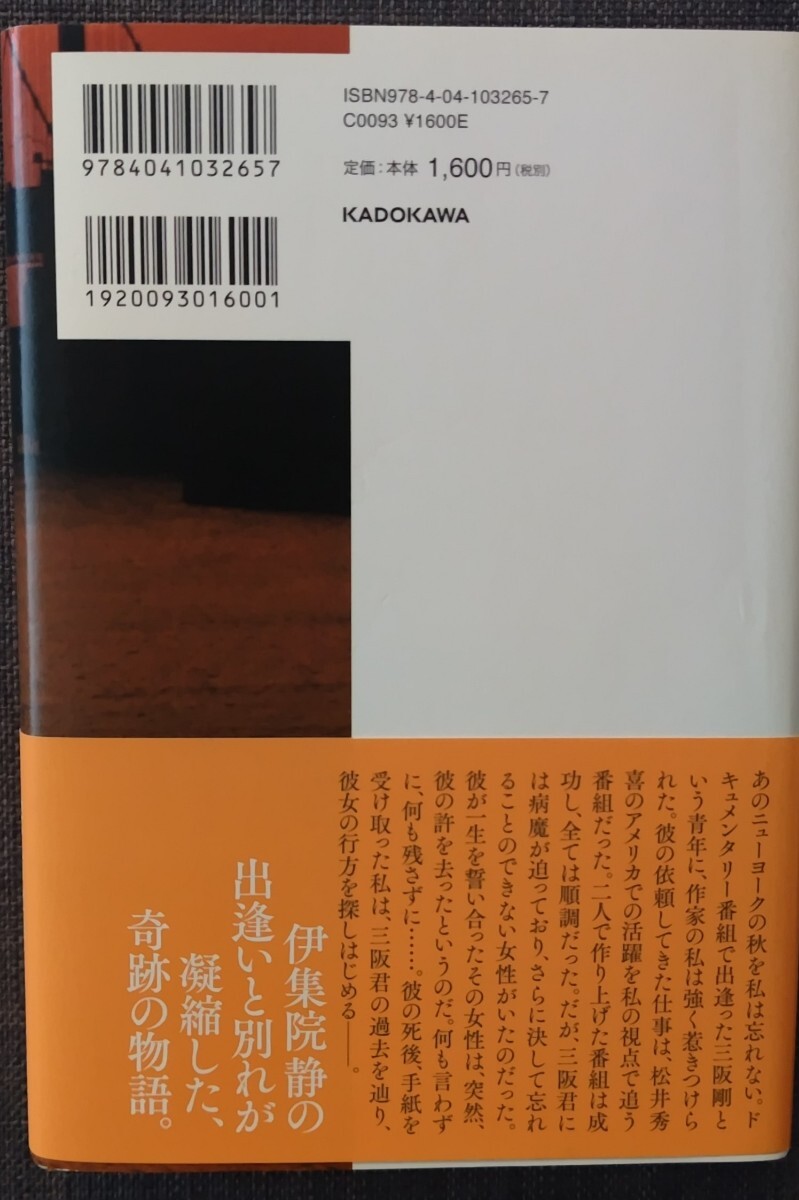 9784041032657
1920093016001
ISBN978-4-04-103265-7
C0093 ¥1600E
定価：本体 1,600円（税別）
KADOKAWA
あのニューヨークの秋を私は忘れない。ド
キュメンタリー番組で出逢った三阪剛と
いう青年に、作家の私は強く惹きつけら
れた。彼の依頼してきた仕事は、松井秀
喜のアメリカでの活躍を私の視点で追う
番組だった。二人で作り上げた番組は成
功し、全ては順調だった。だが、三阪君に
は病魔が迫っており、さらに決して忘れ
ることのできない女性がいたのだった。
彼が一生を誓い合ったその女性は、突然、
彼の許を去ったというのだ。何も言わず
に、何も残さずに……。彼の死後、手紙を
受け取った私は、三阪君の過去を辿り、
彼女の行方を探しはじめる――。
伊集院静の
出逢いと別れが
凝縮した、
奇跡の物語。